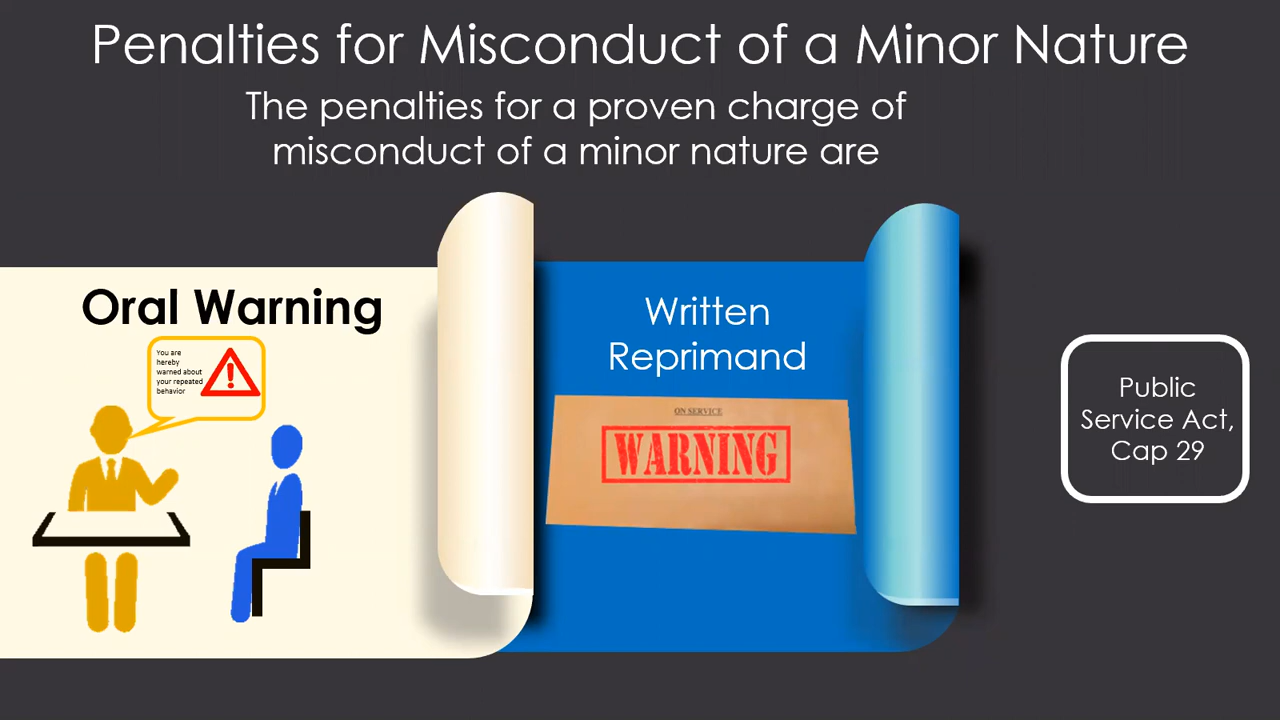 Penalties for Misconduct of a Minor Nature
The penalties for a proven charge of
misconduct of a minor nature are
Oral Warning
You are
hereby
warned about
your repeated
behavior
Written
Reprimand
ON SERVICE
WARNING
Public
Service Act,
Cap 29